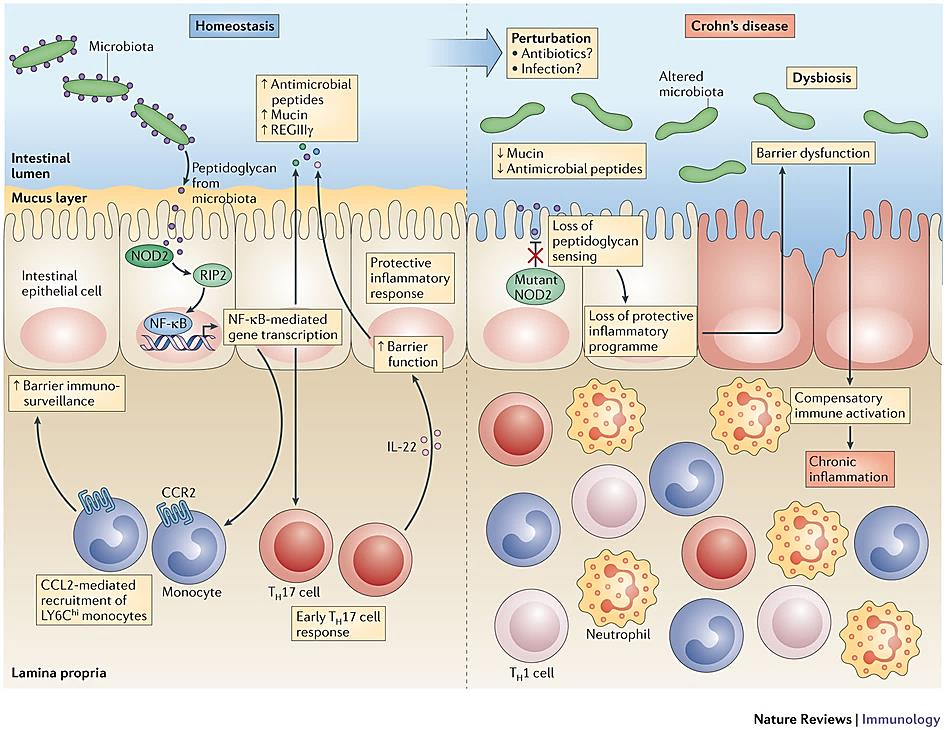 Homeostasis
Microbiota
↑ Antimicrobial
peptides
↑ Mucin
↑ REGIIIγ
Intestinal
lumen
Peptidoglycan
from
microbiota
Mucus layer
NOD2
RIP2
Intestinal
epithelial cell
NF-κB
NF-κB-mediated
gene transcription
Protective
inflammatory
response
↑ Barrier
function
↑ Barrier immuno-
surveillance
IL-22
CCR2
Monocyte
CCL2-mediated
recruitment of
LY6Chi monocytes
TH17 cell
Early TH17 cell
response
Lamina propria
Perturbation
• Antibiotics?
• Infection?
Crohn's disease
Altered
microbiota
Dysbiosis
↓ Mucin
↓ Antimicrobial peptides
Barrier dysfunction
Loss of
peptidoglycan
sensing
Mutant
NOD2
Loss of protective
inflammatory
programme
Compensatory
immune activation
Chronic
inflammation
Neutrophil
TH1 cell
Nature Reviews | Immunology